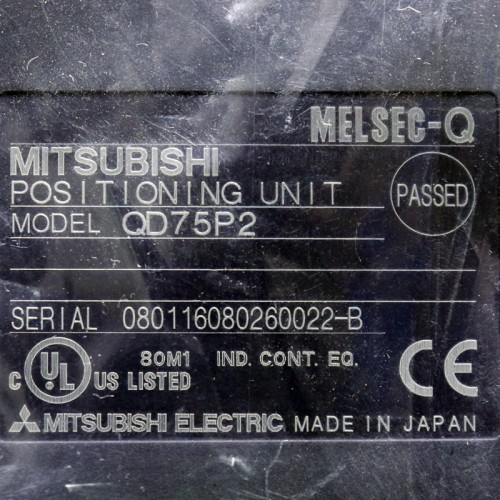 MELSEC-Q
MITSUBISHI
POSITIONING UNIT
PASSED
MODEL QD75P2
SERIAL 080116080260022-B
C UL US LISTED
80M1 IND. CONT. EQ.
CE
MITSUBISHI ELECTRIC MADE IN JAPAN